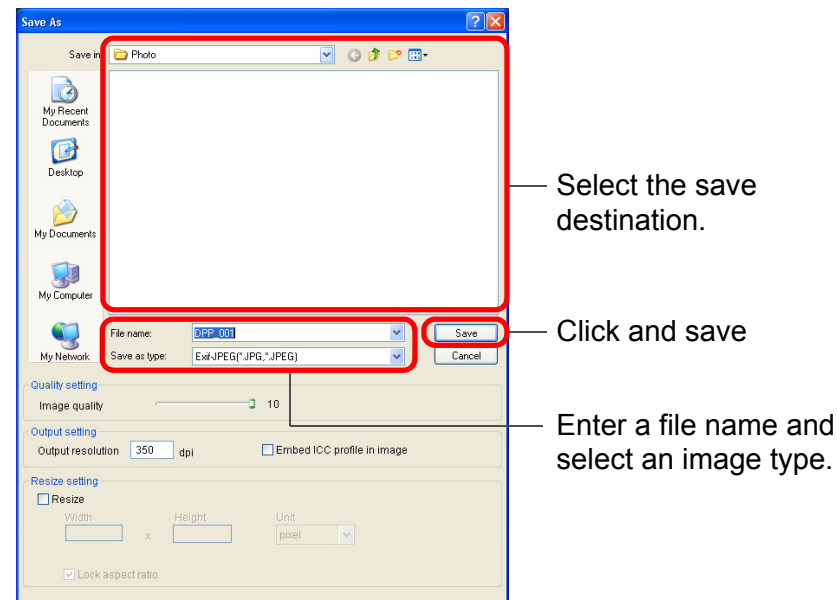 Save As
Save in
Photo
My Recent
Documents
Desktop
My Documents
My Computer
My Network
File name:
DPP_001
Save
Save as type:
Exif-JPEG(*.JPG,*.JPEG)
Cancel
Quality setting
Image quality
10
Output setting
Output resolution
350
dpi
Embed ICC profile in image
Resize setting
Resize
Width
Height
Unit
x
pixel
Lock aspect ratio
Select the save
destination.
Click and save
Enter a file name and
select an image type.